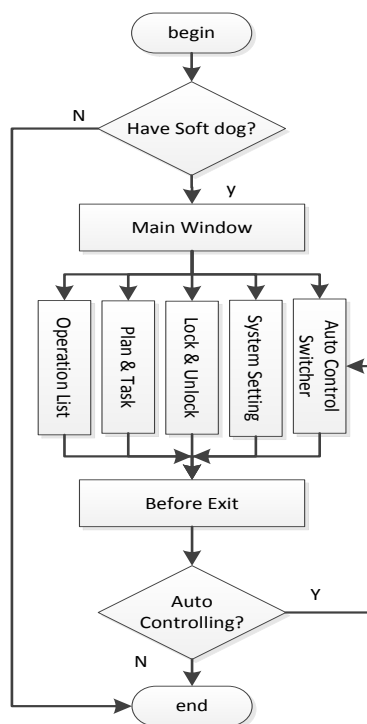 begin
N
Have Soft dog?
y
Main Window
Operation List
Plan & Task
Lock & Unlock
System Setting
Auto Control
Switcher
Before Exit
Auto
Controlling?
Y
N
end